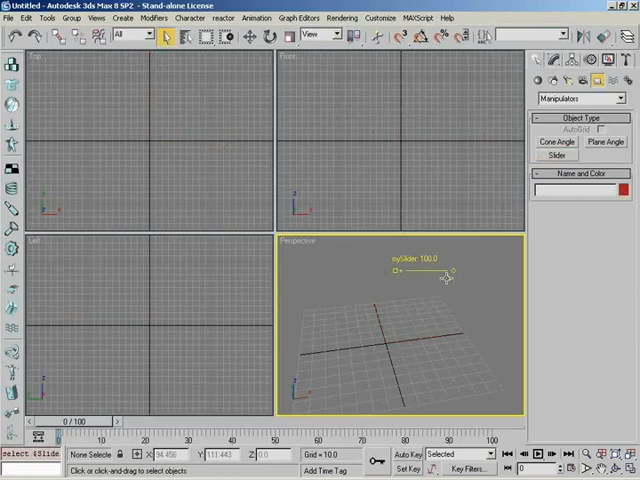 Untitled - Autodesk 3ds Max 8 SP2 - Stand-alone License
File Edit Tools Group Views Create Modifiers Character reactor Animation Graph Editors Rendering Customize MAXScript Help
All
View
Top
Front
Manipulators
Object Type
AutoGrid
Cone Angle
Plane Angle
Slider
Name and Color
Left
Perspective
mySlider: 100.0
0 / 100
0 10 20 30 40 50 60 70 80 90 100
select $Slide
None Selecte
X: 94.456
Y: 111.443
Z: 0.0
Grid = 10.0
Auto Key
Selected
Click or click-and-drag to select objects
Add Time Tag
Set Key
Key Filters...
0